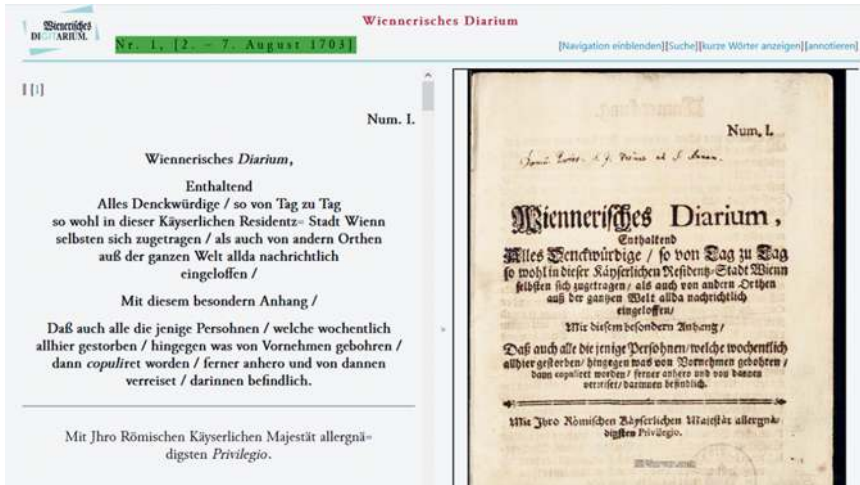 Wienerisches
DIGITARIUM.
Wiennerisches Diarium
Nr. 1, [2. – 7. August 1703]
[Navigation einblenden][Suche][kurze Wörter anzeigen][annotieren]
[1]
Num. I.
Wiennerisches Diarium,
Enthaltend
Alles Denckwürdige / so von Tag zu Tag
so wohl in dieser Käyserlichen Residentz= Stadt Wienn
selbsten sich zugetragen / als auch von andern Orthen
auß der ganzen Welt allda nachrichtlich
eingeloffen /
Mit diesem besondern Anhang /
Daß auch alle die jenige Persohnen / welche wochentlich
allhier gestorben / hingegen was von Vornehmen gebohren /
dann copuliret worden / ferner anhero und von dannen
verreiset / darinnen befindlich.
Mit Jhro Römischen Käyserlichen Majestät allergnä=
digsten Privilegio.
Num. I.
Wiennerisches Diarium,
Enthaltend
Alles Denckwürdige / so von Tag zu Tag
so wohl in dieser Käyserlichen Residentz-Stadt Wienn
selbsten sich zugetragen / als auch von andern Orthen
auß der gantzen Welt allda nachrichtlich
eingeloffen /
Mit diesem besondern Anhang /
Daß auch alle die jenige Persohnen / welche wochentlich
allhier gestorben / hingegen was von Vornehmen gebohren /
dann copuliret worden / ferner anhero und von dannen
verreiset / darinnen befindlich.
Mit Jhro Römischen Käyserlichen Majestät allergnä-
digsten Privilegio.